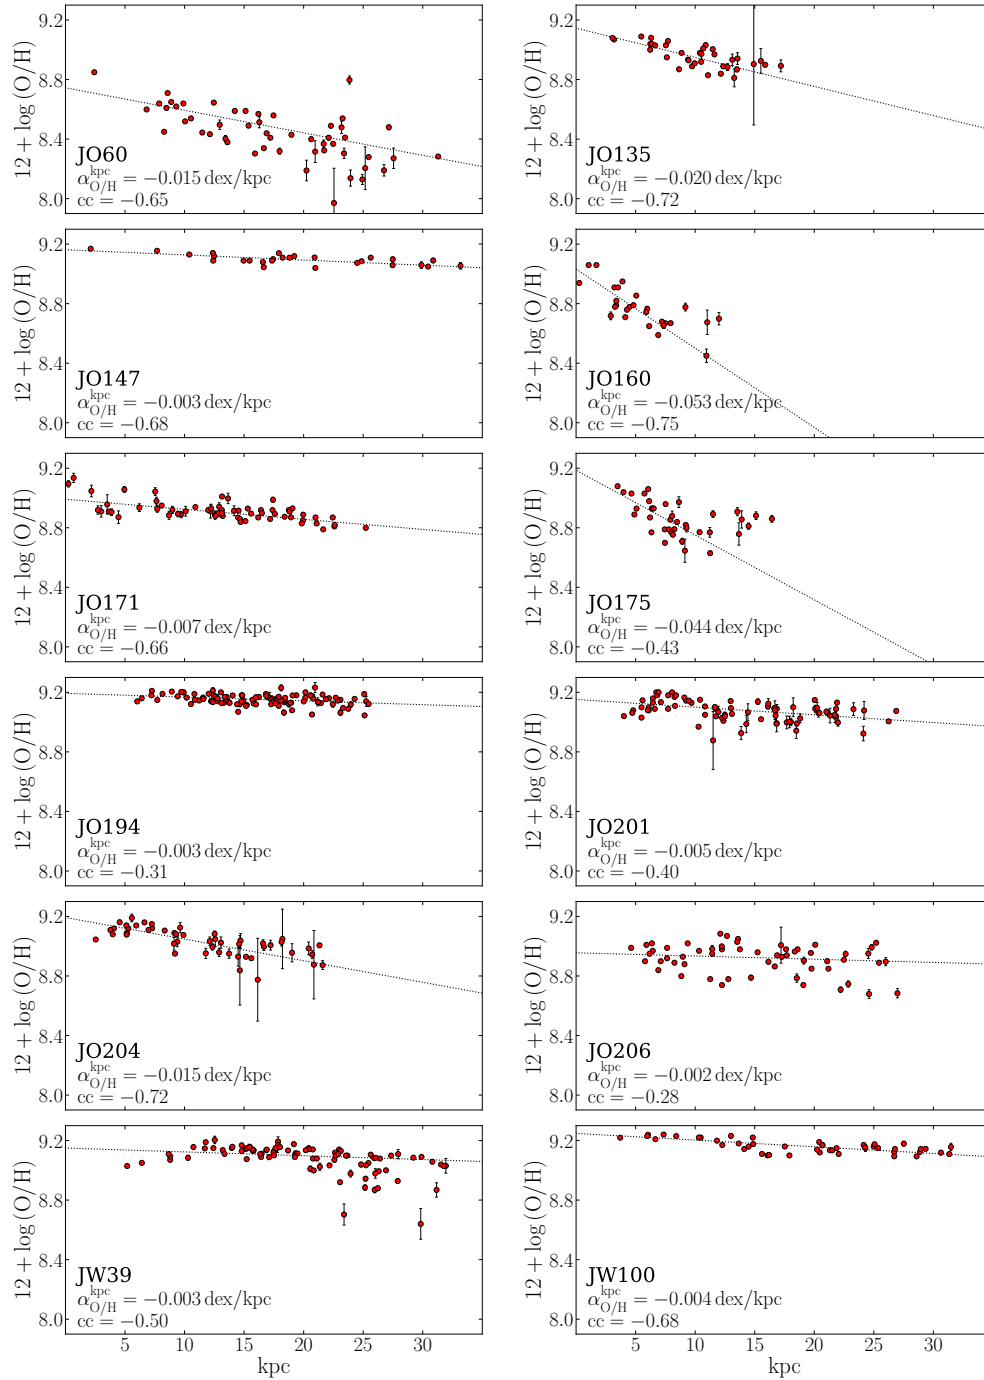 9.2
8.8
8.4
8.0
12 + log (O/H)
JO60
α^kpc_O/H = −0.015 dex/kpc
cc = −0.65
12 + log (O/H)
9.2
8.8
8.4
8.0
JO135
α^kpc_O/H = −0.020 dex/kpc
cc = −0.72
12 + log (O/H)
9.2
8.8
8.4
8.0
JO147
α^kpc_O/H = −0.003 dex/kpc
cc = −0.68
12 + log (O/H)
9.2
8.8
8.4
8.0
JO160
α^kpc_O/H = −0.053 dex/kpc
cc = −0.75
12 + log (O/H)
9.2
8.8
8.4
8.0
JO171
α^kpc_O/H = −0.007 dex/kpc
cc = −0.66
12 + log (O/H)
9.2
8.8
8.4
8.0
JO175
α^kpc_O/H = −0.044 dex/kpc
cc = −0.43
12 + log (O/H)
9.2
8.8
8.4
8.0
JO194
α^kpc_O/H = −0.003 dex/kpc
cc = −0.31
12 + log (O/H)
9.2
8.8
8.4
8.0
JO201
α^kpc_O/H = −0.005 dex/kpc
cc = −0.40
12 + log (O/H)
9.2
8.8
8.4
8.0
JO204
α^kpc_O/H = −0.015 dex/kpc
cc = −0.72
12 + log (O/H)
9.2
8.8
8.4
8.0
JO206
α^kpc_O/H = −0.002 dex/kpc
cc = −0.28
12 + log (O/H)
9.2
8.8
8.4
8.0
JW39
α^kpc_O/H = −0.003 dex/kpc
cc = −0.50
5 10 15 20 25 30
kpc
12 + log (O/H)
9.2
8.8
8.4
8.0
JW100
α^kpc_O/H = −0.004 dex/kpc
cc = −0.68
5 10 15 20 25 30
kpc